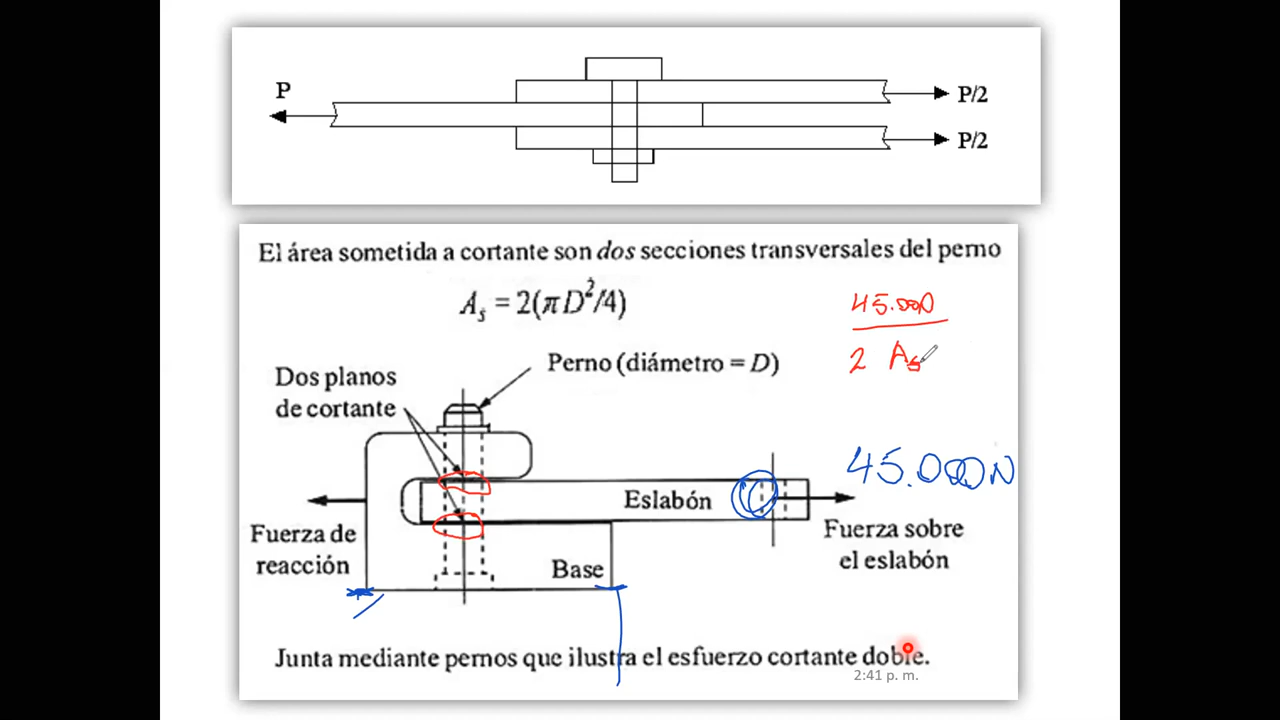 P
P/2
P/2
El área sometida a cortante son dos secciones transversales del perno
Aₛ = 2(πD²/4)
45.000
2 As
Perno (diámetro = D)
Dos planos
de cortante
45.000N
Eslabón
Fuerza de
reacción
Fuerza sobre
el eslabón
Base
Junta mediante pernos que ilustra el esfuerzo cortante doble.
2:41 p. m.